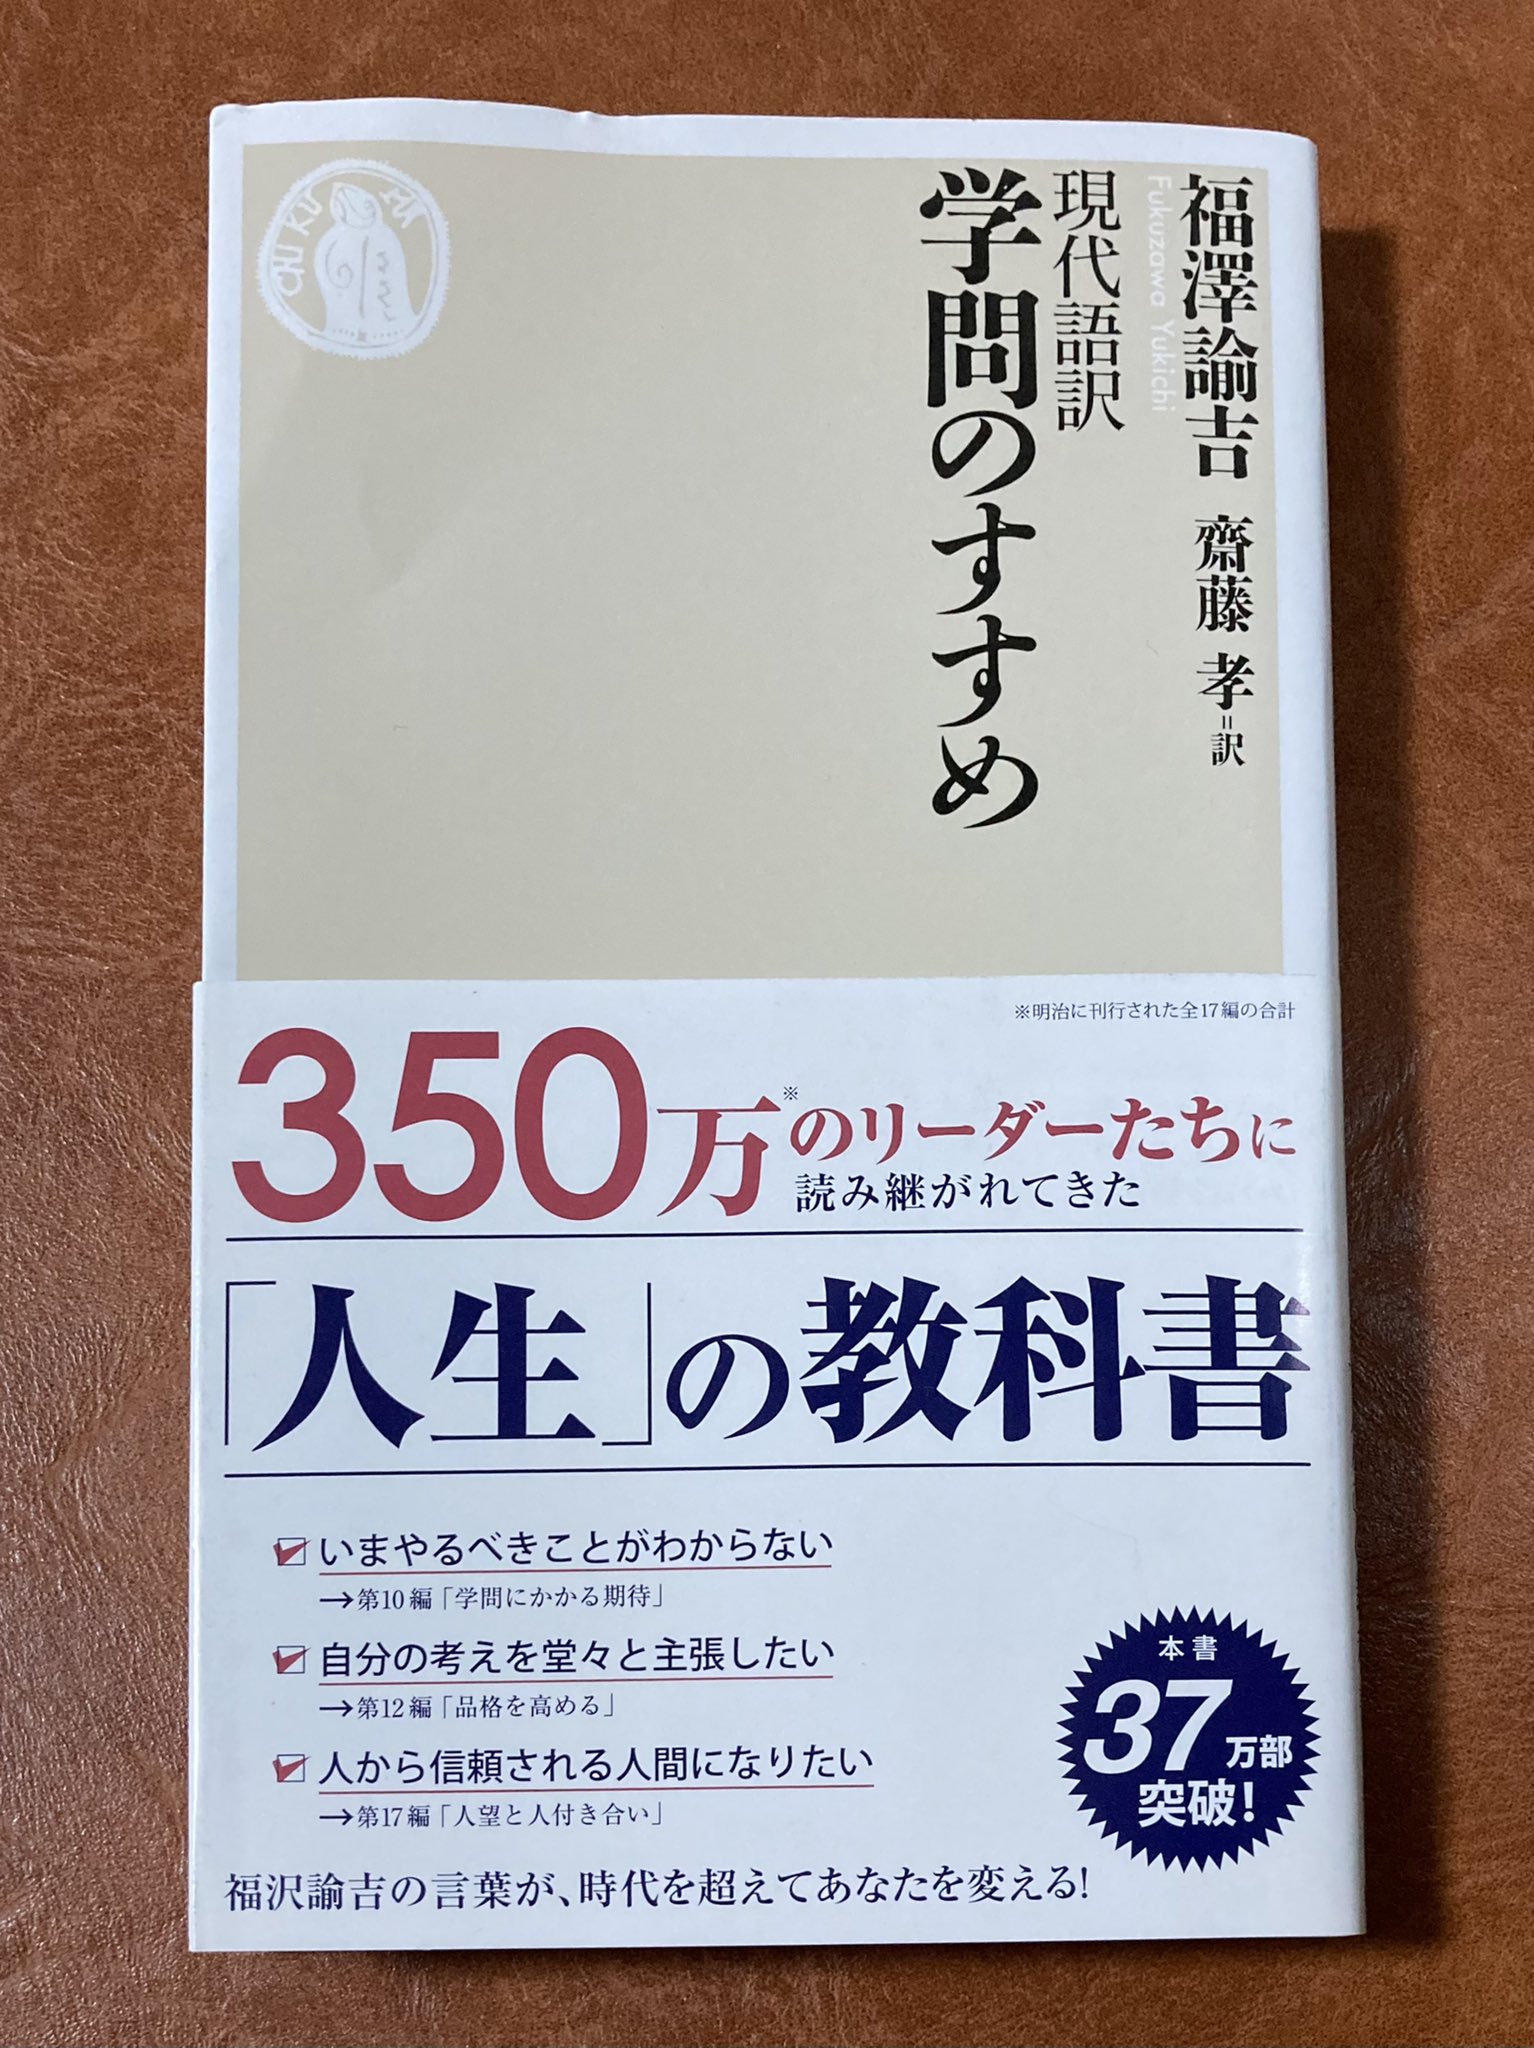 福澤諭吉 齋藤 孝=訳
Fukuzawa Yukichi
現代語訳
学問のすすめ
CHIKUMA
※明治に刊行された全17編の合計
350万※のリーダーたちに
読み継がれてきた
「人生」の教科書
いまやるべきことがわからない
→第10編「学問にかかる期待」
自分の考えを堂々と主張したい
→第12編「品格を高める」
人から信頼される人間になりたい
→第17編「人望と人付き合い」
本書
37万部
突破!
福沢諭吉の言葉が、時代を超えてあなたを変える!